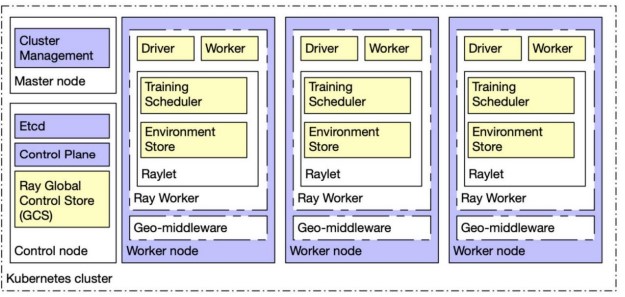 Cluster
Management
Master node
Etcd
Control Plane
Ray Global
Control Store
(GCS)
Control node
Driver
Worker
Training
Scheduler
Environment
Store
Raylet
Ray Worker
Geo-middleware
Worker node
Driver
Worker
Training
Scheduler
Environment
Store
Raylet
Ray Worker
Geo-middleware
Worker node
Driver
Worker
Training
Scheduler
Environment
Store
Raylet
Ray Worker
Geo-middleware
Worker node
Kubernetes cluster